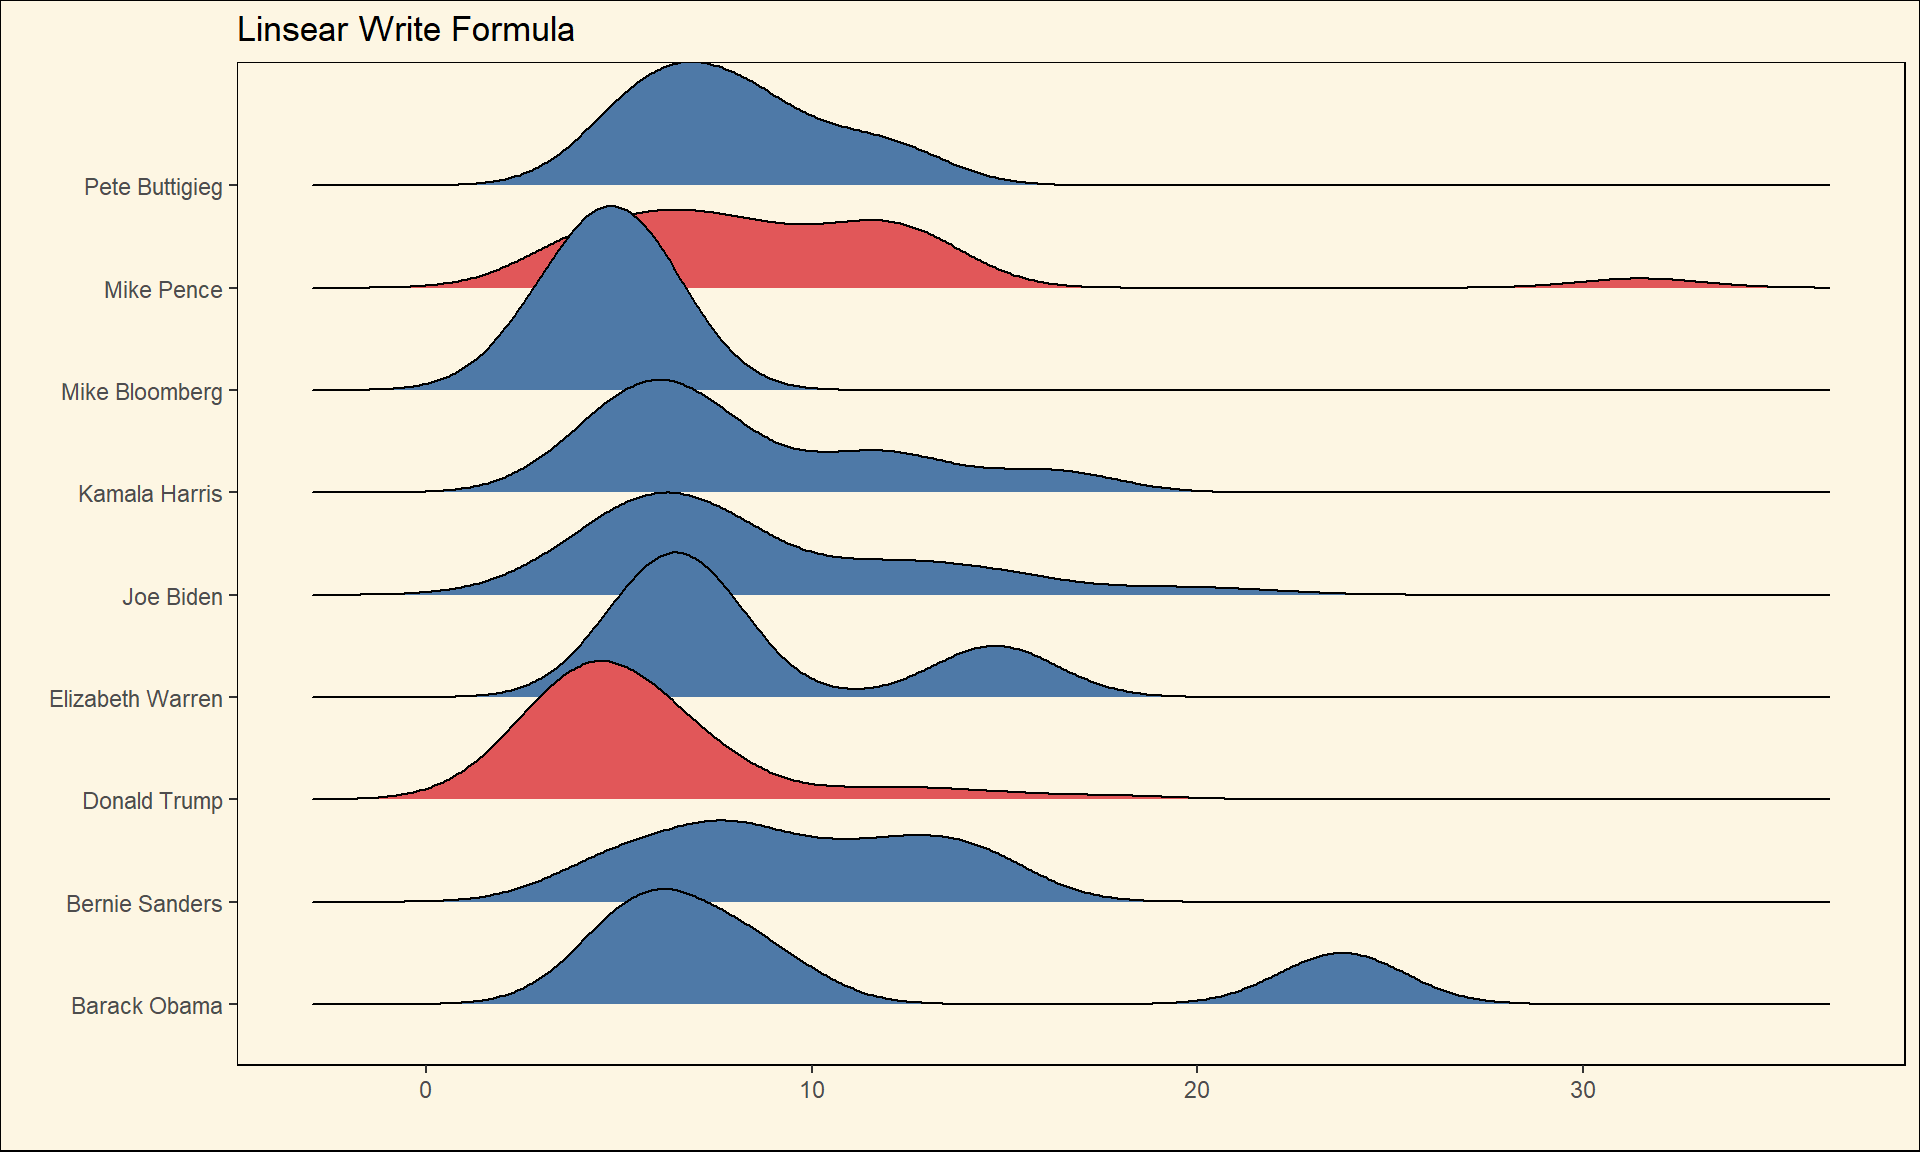 Linsear Write Formula
Pete Buttigieg
Mike Pence
Mike Bloomberg
Kamala Harris
Joe Biden
Elizabeth Warren
Donald Trump
Bernie Sanders
Barack Obama
0 10 20 30